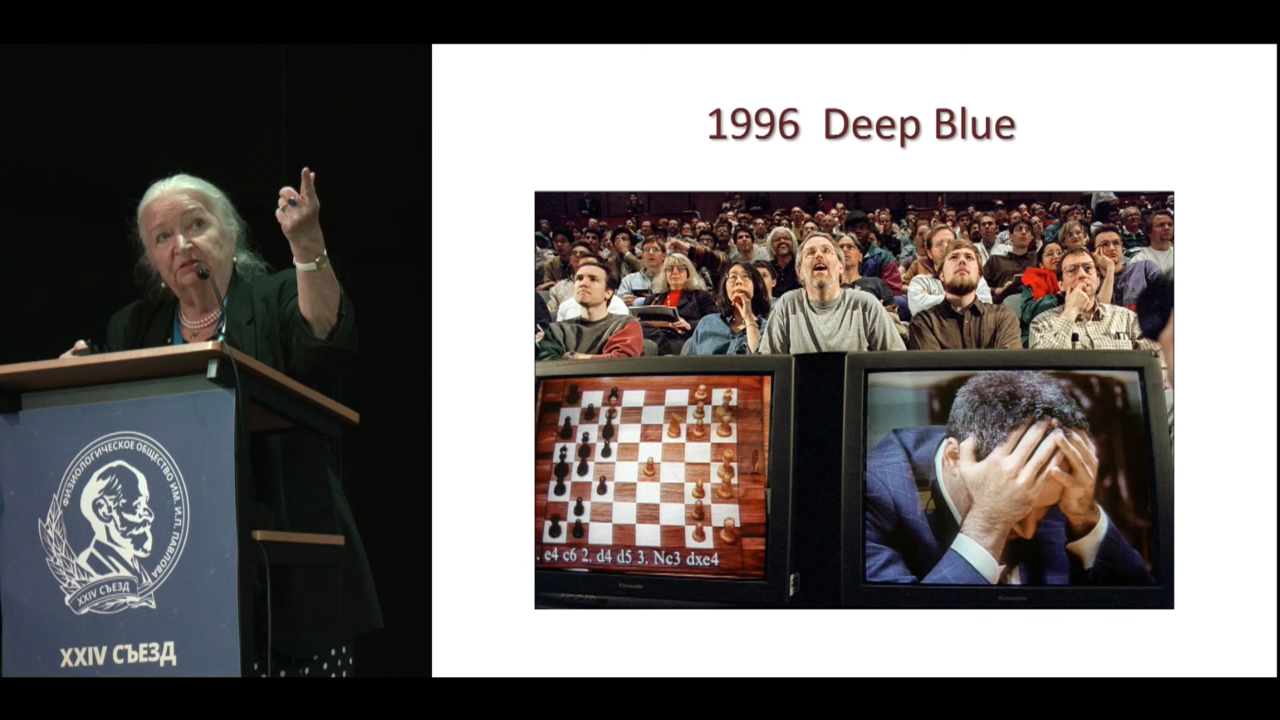 1996 Deep Blue
. e4 c6 2. d4 d5 3. Nc3 dxe4
Panasonic
ФИЗИОЛОГИЧЕСКОЕ ОБЩЕСТВО ИМ. И.П. ПАВЛОВА
XXIV СЪЕЗД
XXIV СЪЕЗД